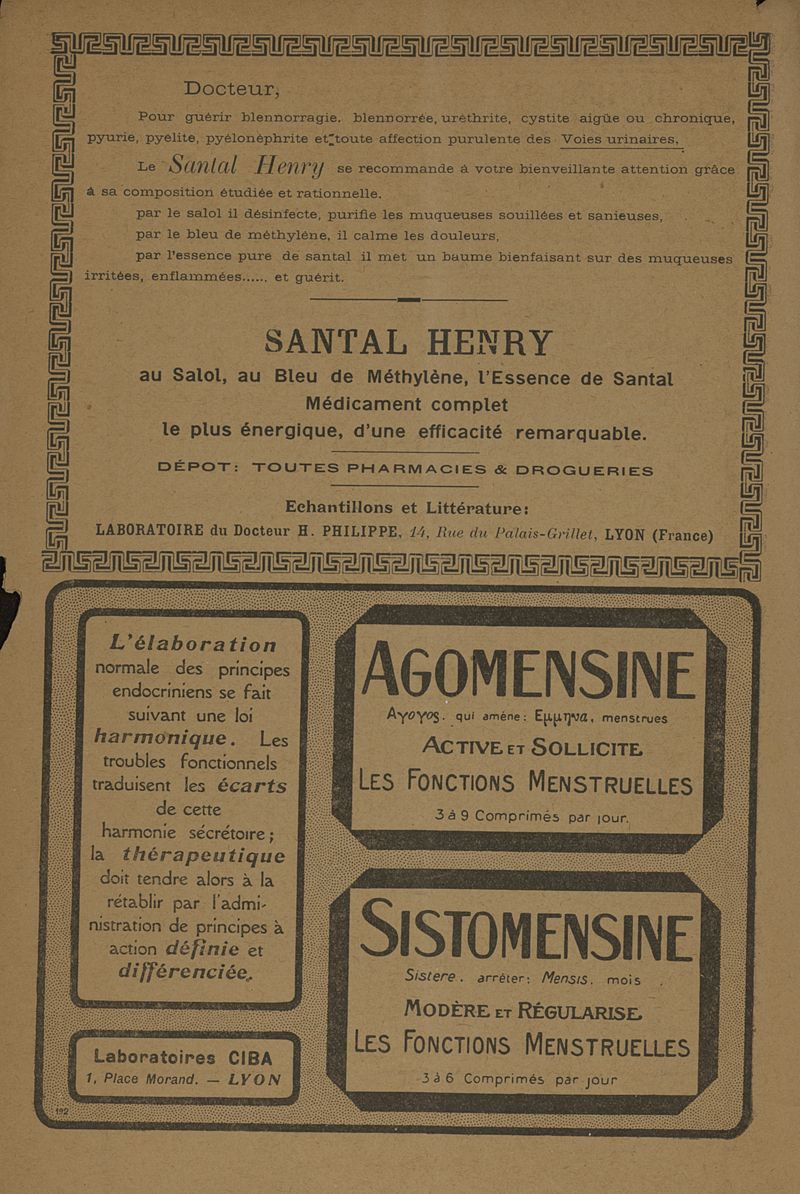 Docteur,
Pour guérir blennorragie, blennorrée, uréthrite, cystite aigüe ou chronique,
pyurie, pyélite, pyélonéphrite et toute affection purulente des Voies urinaires,
Le Santal Henry se recommande à votre bienveillante attention grâce
à sa composition étudiée et rationnelle.
par le salol il désinfecte, purifie les muqueuses souillées et sanieuses,
par le bleu de méthylène, il calme les douleurs,
par l'essence pure de santal il met un baume bienfaisant sur des muqueuses
irritées, enflammées...... et guérit.
SANTAL HENRY
au Salol, au Bleu de Méthylène, l'Essence de Santal
Médicament complet
le plus énergique, d'une efficacité remarquable.
DÉPOT: TOUTES PHARMACIES & DROGUERIES
Echantillons et Littérature:
LABORATOIRE du Docteur H. PHILIPPE, 14, Rue du Palais-Grillet, LYON (France)
L'élaboration
normale des principes
endocriniens se fait
suivant une loi
harmonique. Les
troubles fonctionnels
traduisent les écarts
de cette
harmonie sécrétoire;
la thérapeutique
doit tendre alors à la
rétablir par l'admi-
nistration de principes à
action définie et
différenciée.
Laboratoires CIBA
1, Place Morand. — LYON
192
AGOMENSINE
Αγογος. qui amène: Εμμηνα, menstrues
ACTIVE ET SOLLICITE
LES FONCTIONS MENSTRUELLES
3 à 9 Comprimés par jour.
SISTOMENSINE
Sistere. arrêter: Mensis. mois
MODÈRE ET RÉGULARISE
LES FONCTIONS MENSTRUELLES
3 à 6 Comprimés par jour